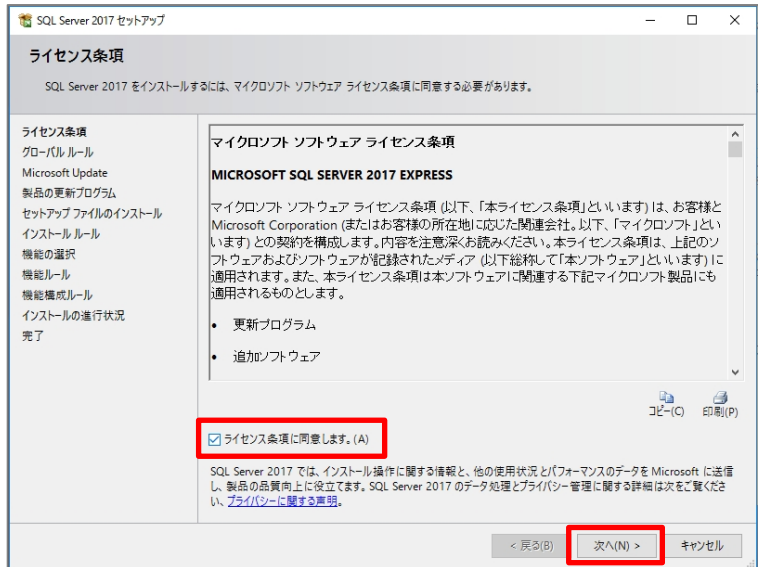 SQL Server 2017 セットアップ
ライセンス条項
SQL Server 2017 をインストールするには、マイクロソフト ソフトウェア ライセンス条項に同意する必要があります。
ライセンス条項
グローバル ルール
Microsoft Update
製品の更新プログラム
セットアップ ファイルのインストール
インストール ルール
機能の選択
機能ルール
機能構成ルール
インストールの進行状況
完了
マイクロソフト ソフトウェア ライセンス条項
MICROSOFT SQL SERVER 2017 EXPRESS
マイクロソフト ソフトウェア ライセンス条項 (以下、「本ライセンス条項」といいます) は、お客様と
Microsoft Corporation (またはお客様の所在地に応じた関連会社。以下、「マイクロソフト」とい
います) との契約を構成します。内容を注意深くお読みください。本ライセンス条項は、上記のソ
フトウェアおよびソフトウェアが記録されたメディア (以下総称して「本ソフトウェア」といいます) に
適用されます。また、本ライセンス条項は本ソフトウェアに関連する下記マイクロソフト製品にも
適用されるものとします。
• 更新プログラム
• 追加ソフトウェア
コピー(C) 印刷(P)
ライセンス条項に同意します。(A)
SQL Server 2017 では、インストール操作に関する情報と、他の使用状況とパフォーマンスのデータを Microsoft に送信
し、製品の品質向上に役立てます。SQL Server 2017 のデータ処理とプライバシー管理に関する詳細は次をご覧くださ
い、プライバシーに関する声明。
< 戻る(B) 次へ(N) > キャンセル